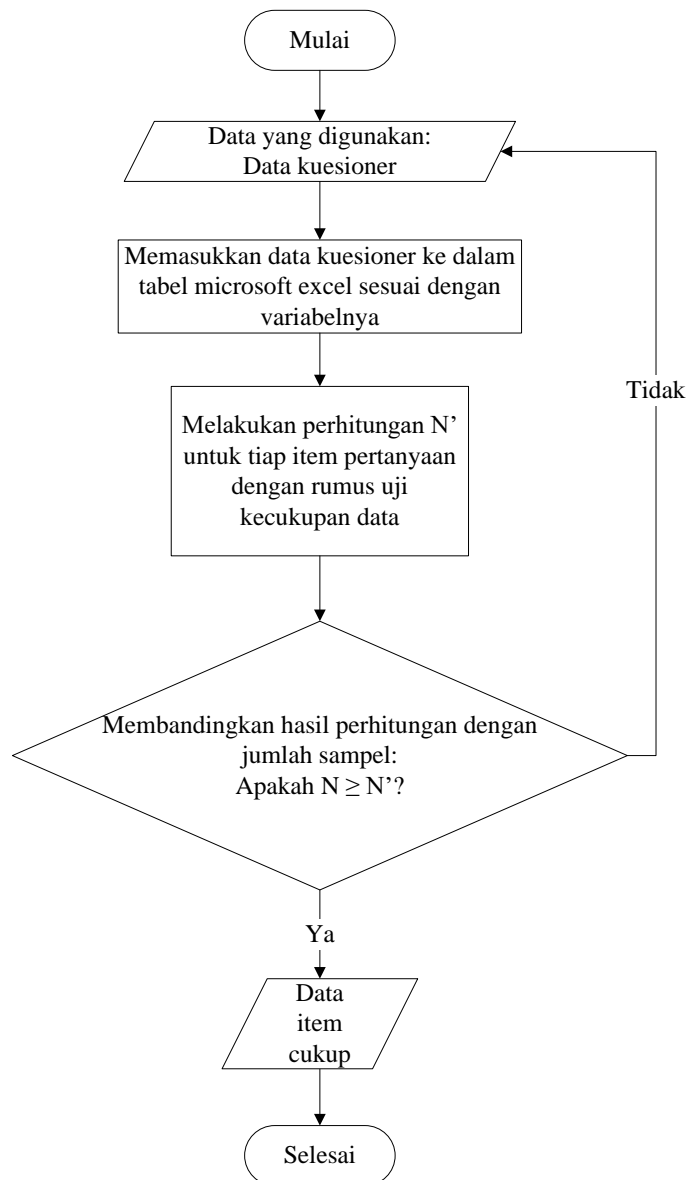 Mulai
Data yang digunakan:
Data kuesioner
Memasukkan data kuesioner ke dalam
tabel microsoft excel sesuai dengan
variabelnya
Tidak
Melakukan perhitungan N’
untuk tiap item pertanyaan
dengan rumus uji
kecukupan data
Membandingkan hasil perhitungan dengan
jumlah sampel:
Apakah N ≥ N’?
Ya
Data
item
cukup
Selesai